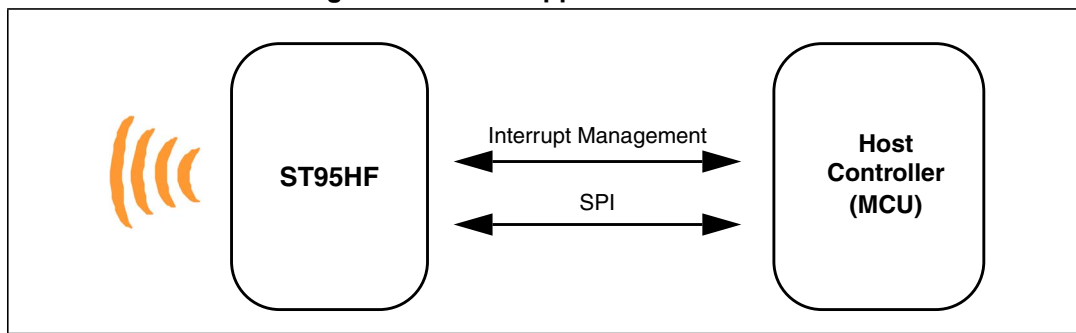 ST95HF
Interrupt Management
SPI
Host
Controller
(MCU)